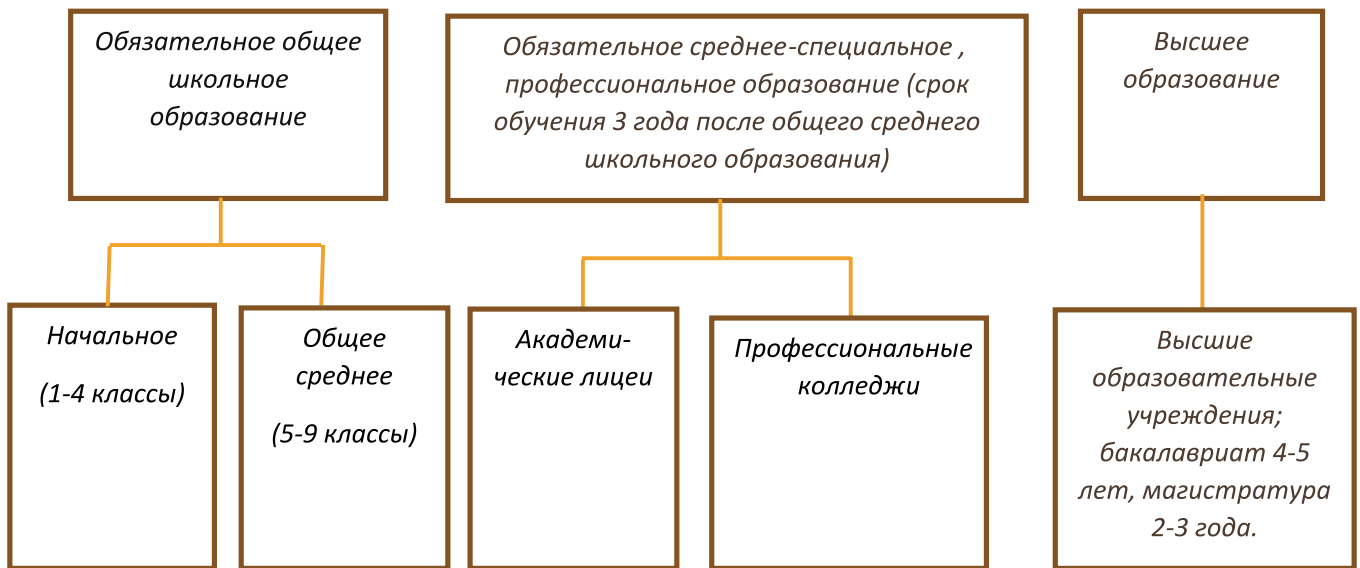 Обязательное общее
школьное
образование
Обязательное среднее-специальное ,
профессиональное образование (срок
обучения 3 года после общего среднего
школьного образования)
Высшее
образование
Начальное
(1-4 классы)
Общее
среднее
(5-9 классы)
Академи-
ческие лицеи
Профессиональные
колледжи
Высшие
образовательные
учреждения;
бакалавриат 4-5
лет, магистратура
2-3 года.